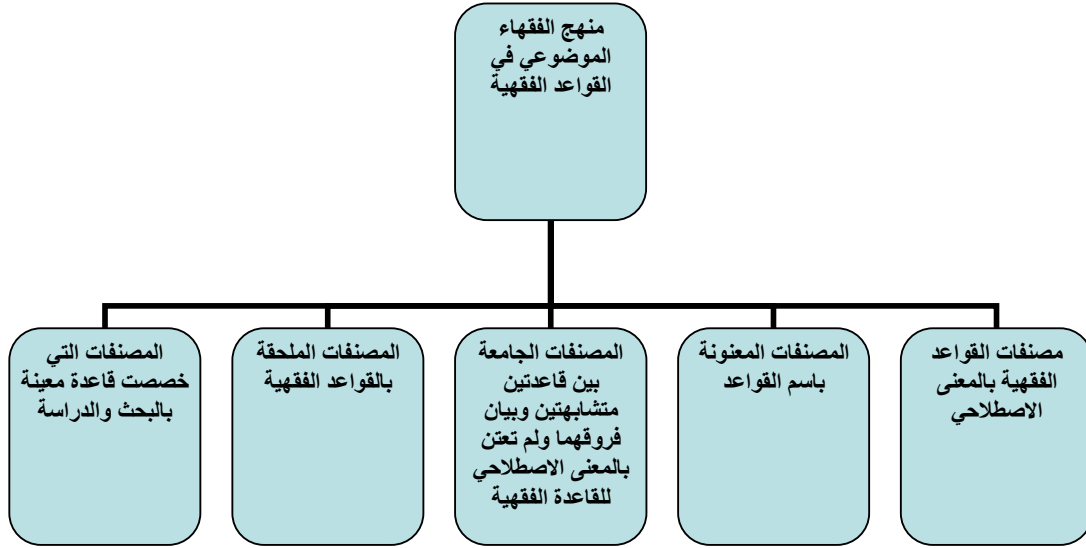 منهج الفقهاء
الموضوعي في
القواعد الفقهية
مصنفات القواعد
الفقهية بالمعنى
الاصطلاحي
المصنفات المعنونة
باسم القواعد
المصنفات الجامعة
بين قاعدتين
متشابهتين وبيان
فروقهما ولم تعتن
بالمعنى الاصطلاحي
للقاعدة الفقهية
المصنفات الملحقة
بالقواعد الفقهية
المصنفات التي
خصصت قاعدة معينة
بالبحث والدراسة